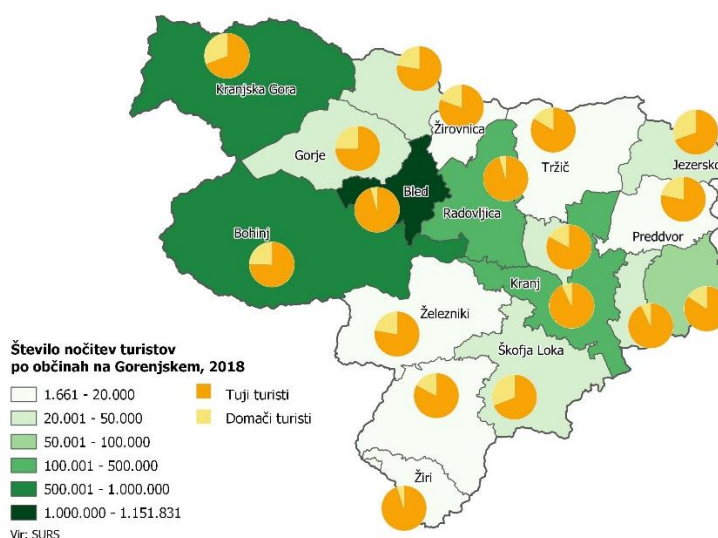 Kranjska Gora
Žirovnica
Gorje
Tržič
Jezersko
Bled
Radovljica
Bohinj
Preddvor
Kranj
Železniki
Škofja Loka
Žiri
Število nočitev turistov
po občinah na Gorenjskem, 2018
1.661 - 20.000
20.001 - 50.000
50.001 - 100.000
100.001 - 500.000
500.001 - 1.000.000
1.000.000 - 1.151.831
Tuji turisti
Domači turisti
Vir: SURS